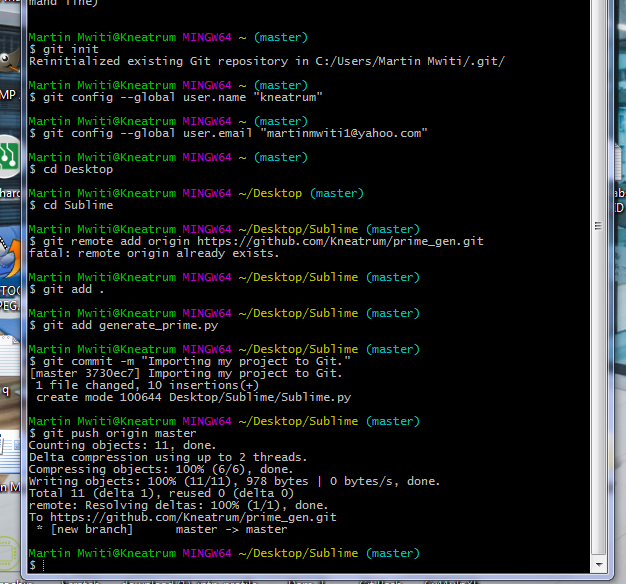 mand line)
Martin Mwiti@Kneatrum MINGW64 ~ (master)
$ git init
Reinitialized existing Git repository in C:/Users/Martin Mwiti/.git/
Martin Mwiti@Kneatrum MINGW64 ~ (master)
$ git config --global user.name "kneatrum"
Martin Mwiti@Kneatrum MINGW64 ~ (master)
$ git config --global user.email "martinmwiti1@yahoo.com"
Martin Mwiti@Kneatrum MINGW64 ~ (master)
$ cd Desktop
Martin Mwiti@Kneatrum MINGW64 ~/Desktop (master)
$ cd Sublime
Martin Mwiti@Kneatrum MINGW64 ~/Desktop/Sublime (master)
$ git remote add origin https://github.com/Kneatrum/prime_gen.git
fatal: remote origin already exists.
Martin Mwiti@Kneatrum MINGW64 ~/Desktop/Sublime (master)
$ git add .
Martin Mwiti@Kneatrum MINGW64 ~/Desktop/Sublime (master)
$ git add generate_prime.py
Martin Mwiti@Kneatrum MINGW64 ~/Desktop/Sublime (master)
$ git commit -m "Importing my project to Git."
[master 3730ec7] Importing my project to Git.
1 file changed, 10 insertions(+)
create mode 100644 Desktop/Sublime/Sublime.py
Martin Mwiti@Kneatrum MINGW64 ~/Desktop/Sublime (master)
$ git push origin master
Counting objects: 11, done.
Delta compression using up to 2 threads.
Compressing objects: 100% (6/6), done.
Writing objects: 100% (11/11), 978 bytes | 0 bytes/s, done.
Total 11 (delta 1), reused 0 (delta 0)
remote: Resolving deltas: 100% (1/1), done.
To https://github.com/Kneatrum/prime_gen.git
* [new branch] master -> master
Martin Mwiti@Kneatrum MINGW64 ~/Desktop/Sublime (master)
$